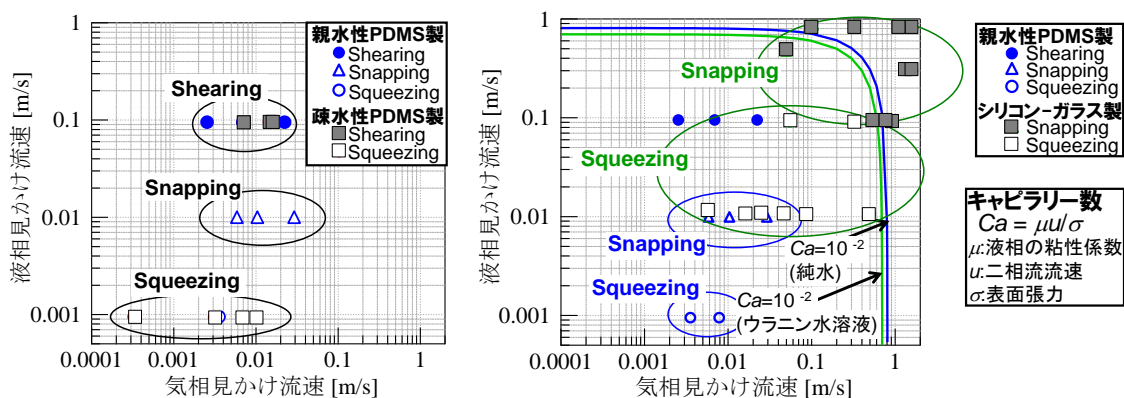 液相見かけ流速 [m/s]
1
0.1
0.01
0.001
0.0001
0.001
0.01
0.1
1
気相見かけ流速 [m/s]
Shearing
Snapping
Squeezing
親水性PDMS製
Shearing
Snapping
Squeezing
疎水性PDMS製
Shearing
Squeezing
液相見かけ流速 [m/s]
1
0.1
0.01
0.001
0.0001
0.001
0.01
0.1
1
気相見かけ流速 [m/s]
Snapping
Squeezing
Snapping
Squeezing
Ca=10 -2
(純水)
Ca=10 -2
(ウラニン水溶液)
親水性PDMS製
Shearing
Snapping
Squeezing
シリコン-ガラス製
Snapping
Squeezing
キャピラリー数
Ca = μu/σ
μ:液相の粘性係数
u:二相流流速
σ:表面張力